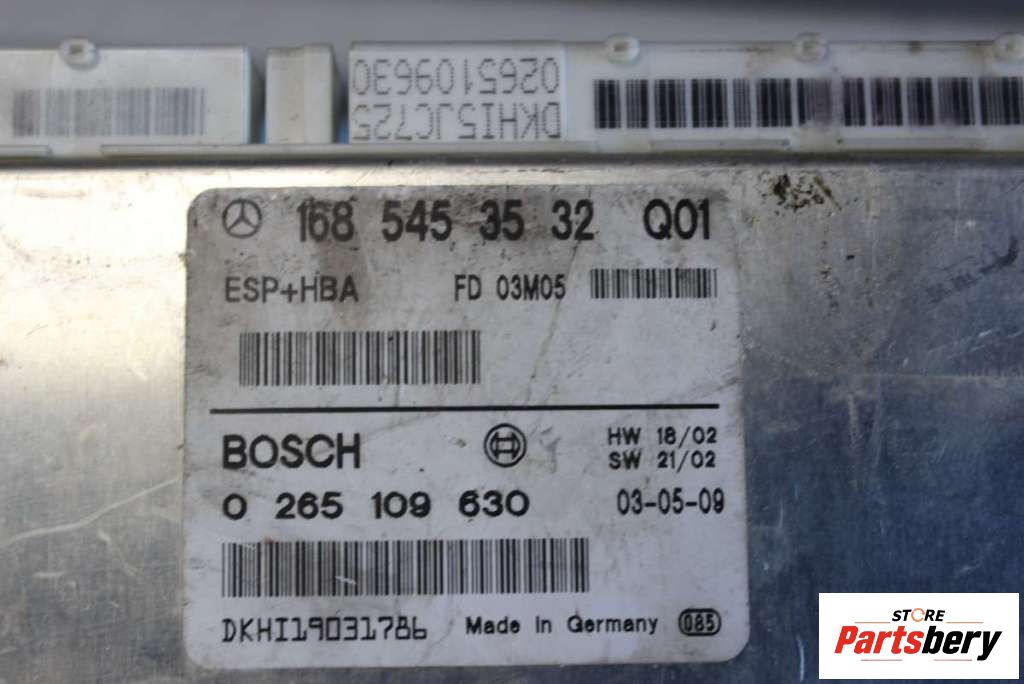 0265109630
DKHI5JC725
168 545 35 32 Q01
ESP+HBA FD 03M05
BOSCH HW 18/02
SW 21/02
0 265 109 630 03-05-09
DKHI19031786 Made in Germany 085
STORE
Partsbery